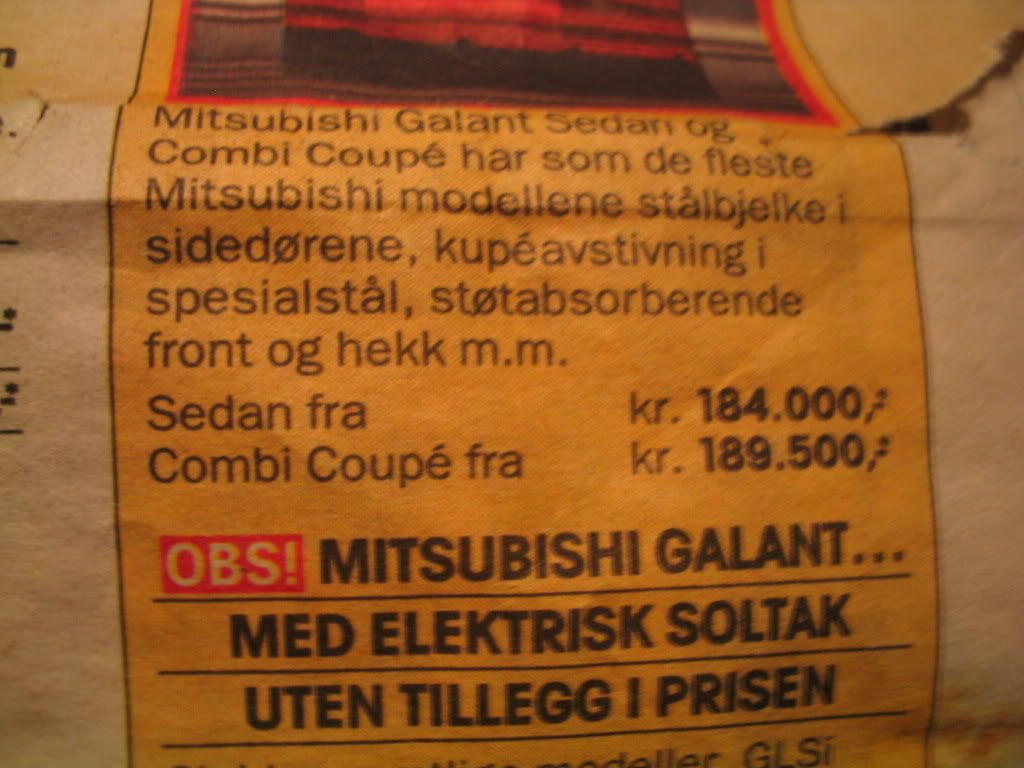 Mitsubishi Galant Sedan og
Combi Coupé har som de fleste
Mitsubishi modellene stålbjelke i
sidedørene, kupéavstivning i
spesialstål, støtabsorberende
front og hekk m.m.
Sedan fra kr. 184.000,-
Combi Coupé fra kr. 189.500,-
OBS! MITSUBISHI GALANT...
MED ELEKTRISK SOLTAK
UTEN TILLEGG I PRISEN
modeller GLSi